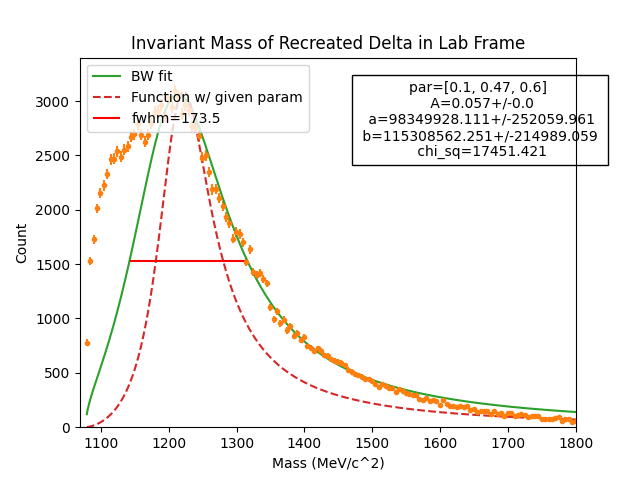 Invariant Mass of Recreated Delta in Lab Frame
BW fit
Function w/ given param
fwhm=173.5
par=[0.1, 0.47, 0.6]
A=0.057+/-0.0
a=98349928.111+/-252059.961
b=115308562.251+/-214989.059
chi_sq=17451.421
Count
3000
2500
2000
1500
1000
500
0
1100 1200 1300 1400 1500 1600 1700 1800
Mass (MeV/c^2)